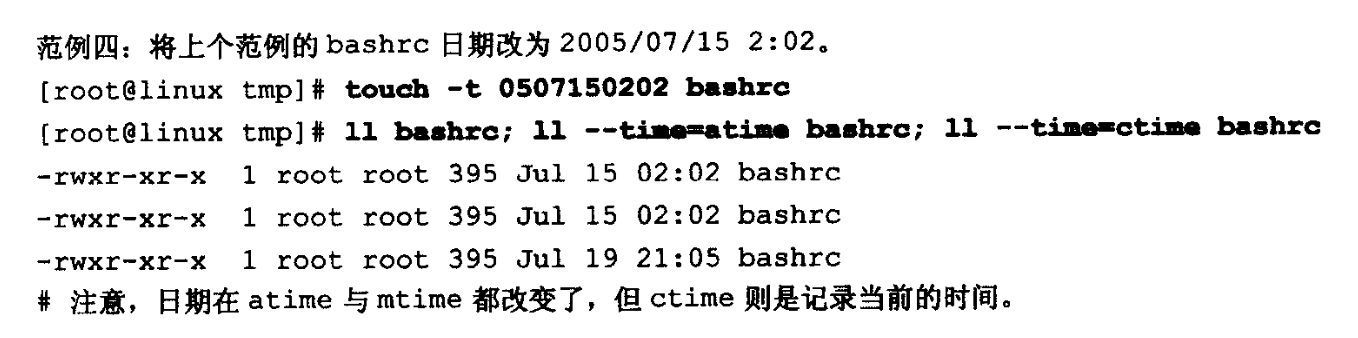 范例四：将上个范例的 bashrc 日期改为 2005/07/15 2:02。
[root@linux tmp]# touch -t 0507150202 bashrc
[root@linux tmp]# ll bashrc; ll --time=atime bashrc; ll --time=ctime bashrc
-rwxr-xr-x  1 root root 395 Jul 15 02:02 bashrc
-rwxr-xr-x  1 root root 395 Jul 15 02:02 bashrc
-rwxr-xr-x  1 root root 395 Jul 19 21:05 bashrc
# 注意，日期在 atime 与 mtime 都改变了，但 ctime 则是记录当前的时间。